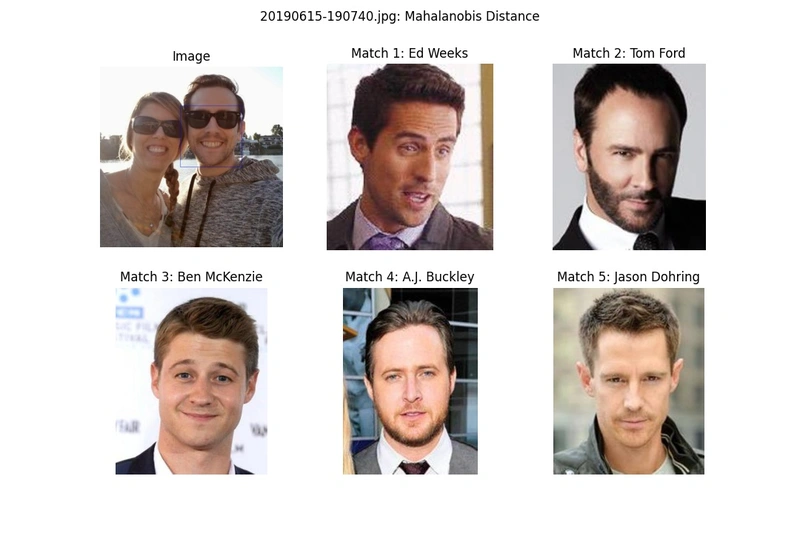 20190615-190740.jpg: Mahalanobis Distance
Image
Match 1: Ed Weeks
Match 2: Tom Ford
Match 3: Ben McKenzie
Match 4: A.J. Buckley
Match 5: Jason Dohring